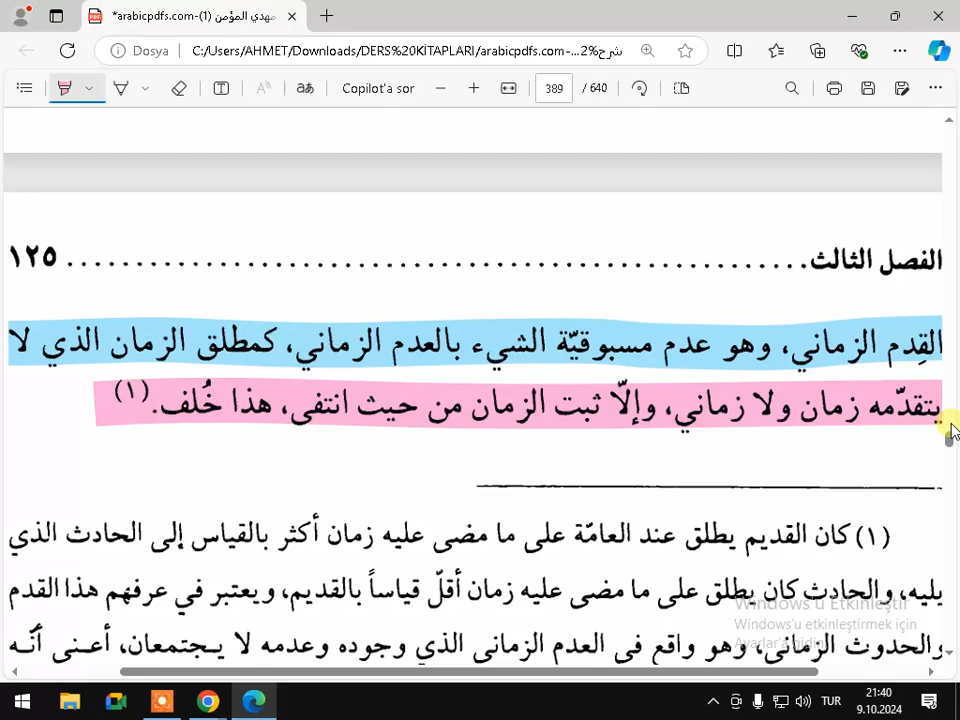 *arabicpdfs.com-(1) مهدي المؤمن
Dosya
C:/Users/AHMET/Downloads/DERS%20KİTAPLARI/arabicpdfs.com-...2%شرح
Copilot'a sor
389
/ 640
الفصل الثالث ........................................................ ١٢٥
القِدم الزماني، وهو عدم مسبوقيّة الشيء بالعدم الزماني، كمطلق الزمان الذي لا
يتقدّمه زمان ولا زماني، وإلاّ ثبت الزمان من حيث انتفى، هذا خُلف.(١)
(١) كان القديم يطلق عند العامّة على ما مضى عليه زمان أكثر بالقياس إلى الحادث الذي
يليه، والحادث كان يطلق على ما مضى عليه زمان أقلّ قياساً بالقديم، ويعتبر في عرفهم هذا القدم
والحدوث الزماني، وهو واقع في العدم الزماني الذي وجوده وعدمه لا يجتمعان، أعني أنّه
Windows'u Etkinleştir
Windows'u etkinleştirmek için
Ayarlar'a gidin.
TUR
21:40
9.10.2024